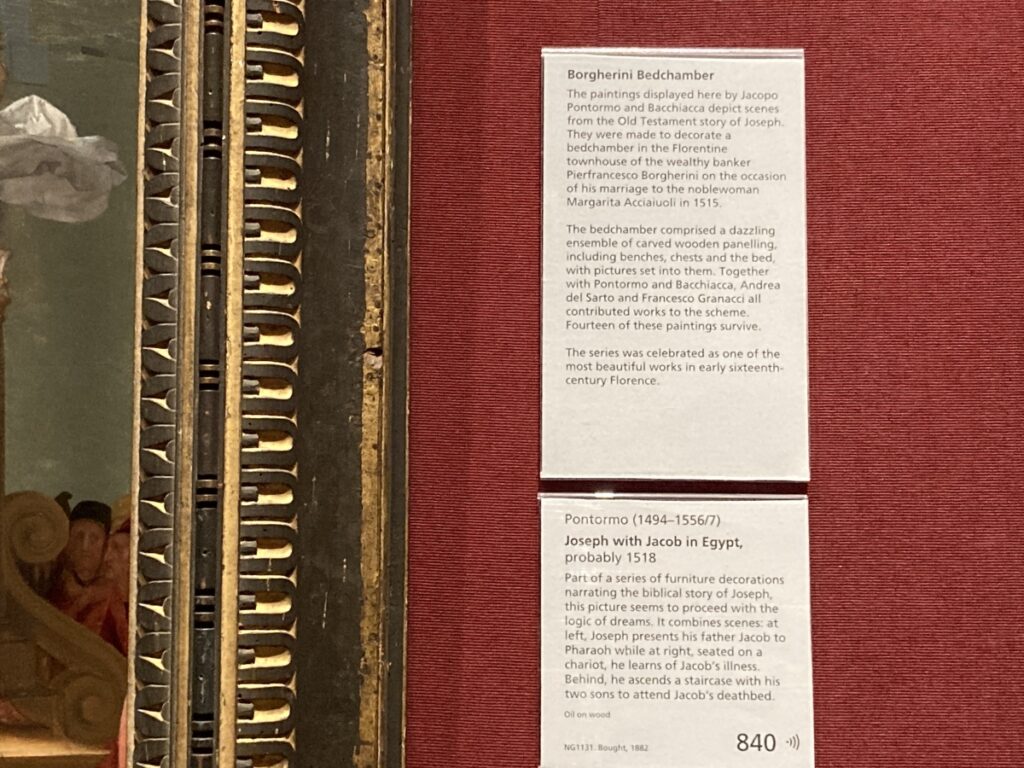 Borgherini Bedchamber
The paintings displayed here by Jacopo
Pontormo and Bacchiacca depict scenes
from the Old Testament story of Joseph.
They were made to decorate a
bedchamber in the Florentine
townhouse of the wealthy banker
Pierfrancesco Borgherini on the occasion
of his marriage to the noblewoman
Margarita Acciaiuoli in 1515.
The bedchamber comprised a dazzling
ensemble of carved wooden panelling,
including benches, chests and the bed,
with pictures set into them. Together
with Pontormo and Bacchiacca, Andrea
del Sarto and Francesco Granacci all
contributed works to the scheme.
Fourteen of these paintings survive.
The series was celebrated as one of the
most beautiful works in early sixteenth-
century Florence.
Pontormo (1494–1556/7)
Joseph with Jacob in Egypt,
probably 1518
Part of a series of furniture decorations
narrating the biblical story of Joseph,
this picture seems to proceed with the
logic of dreams. It combines scenes: at
left, Joseph presents his father Jacob to
Pharaoh while at right, seated on a
chariot, he learns of Jacob's illness.
Behind, he ascends a staircase with his
two sons to attend Jacob's deathbed.
Oil on wood
NG1131. Bought, 1882
840